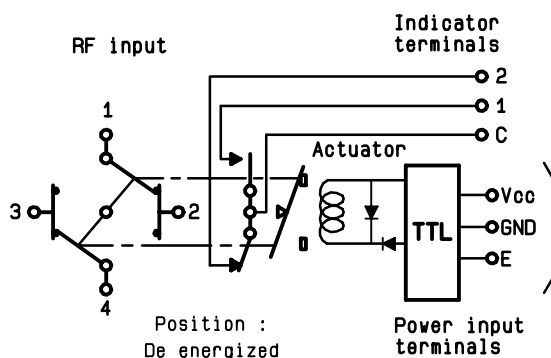 RF input
Indicator
terminals
2
1
C
1
Actuator
3
2
4
TTL
Vcc
GND
E
Position :
De energized
Power input
terminals